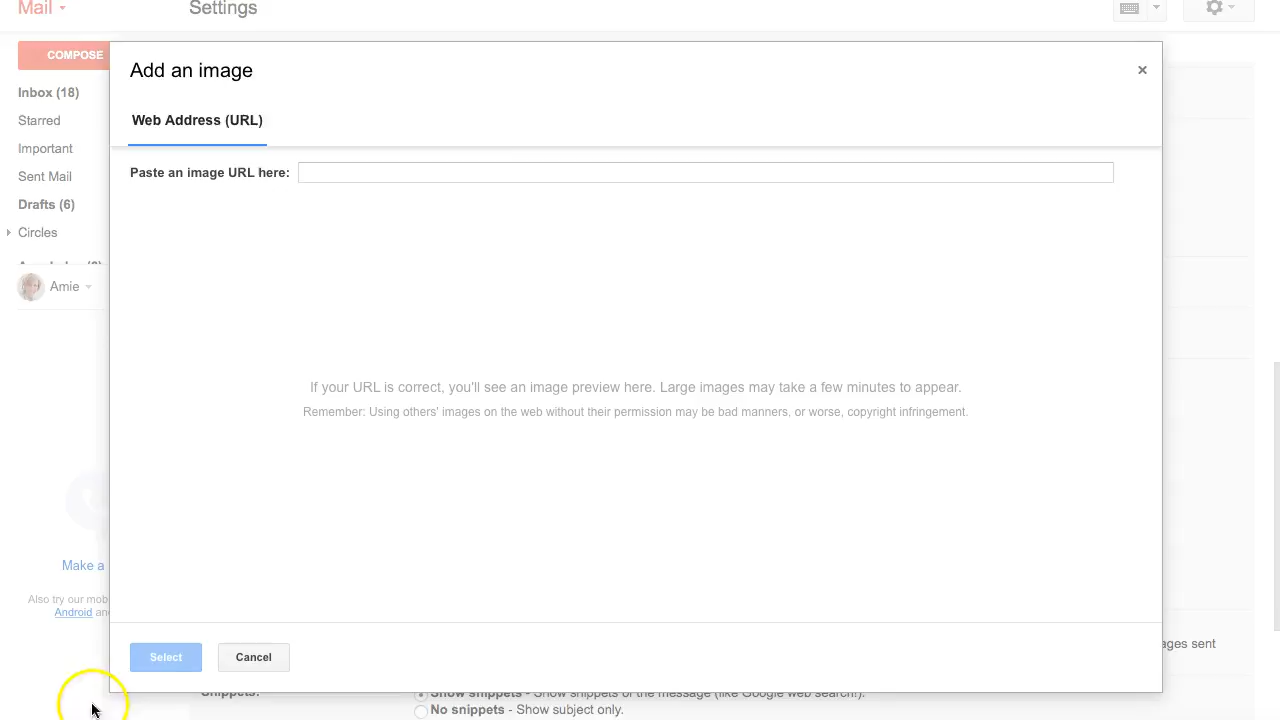 Mail
Settings
COMPOSE
Add an image
Inbox (18)
Starred
Web Address (URL)
Important
Paste an image URL here:
Sent Mail
Drafts (6)
Circles
Amie
If your URL is correct, you'll see an image preview here. Large images may take a few minutes to appear.
Remember: Using others' images on the web without their permission may be bad manners, or worse, copyright infringement.
Make a
Also try our mob
Android an
Select
Cancel
ages sent
Snippets:
Show snippets - Show snippets of the message (like Google web search!).
No snippets - Show subject only.